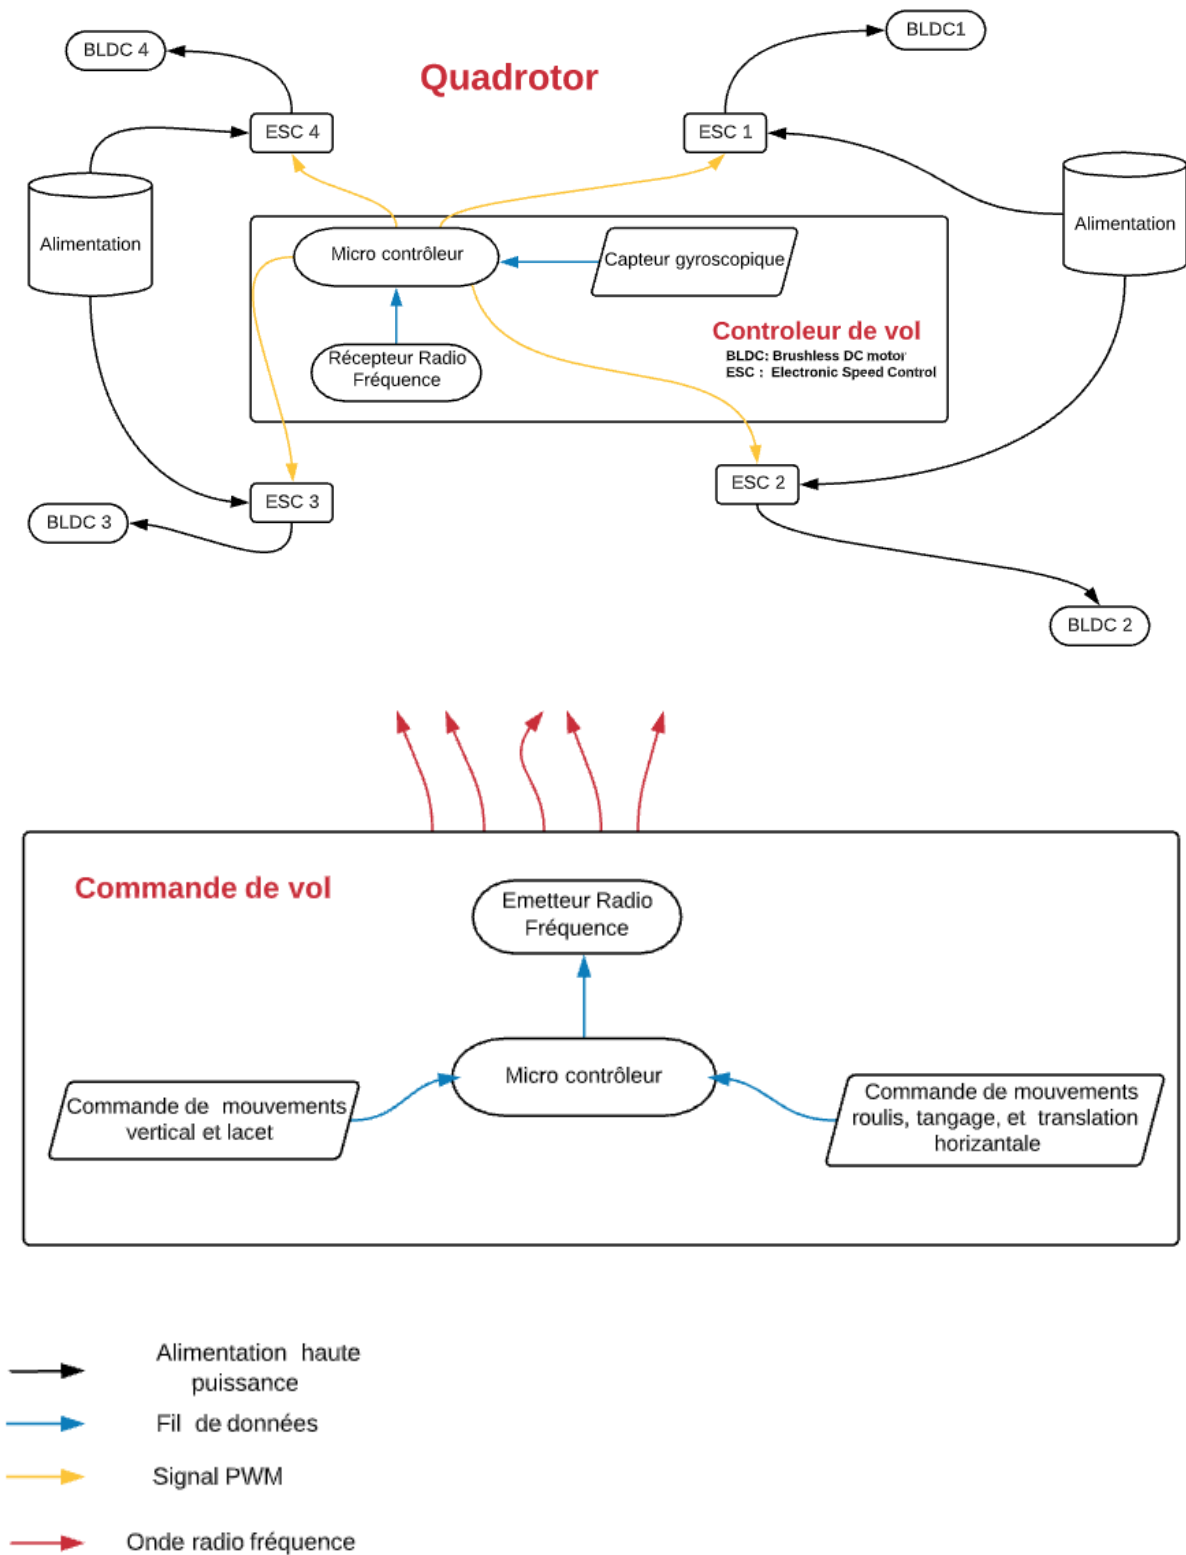 BLDC 4
BLDC1
Quadrotor
ESC 4
ESC 1
Alimentation
Alimentation
Micro contrôleur
Capteur gyroscopique
Controleur de vol
BLDC: Brushless DC motor
ESC : Electronic Speed Control
Récepteur Radio
Fréquence
ESC 3
ESC 2
BLDC 3
BLDC 2
Commande de vol
Emetteur Radio
Fréquence
Micro contrôleur
Commande de mouvements
vertical et lacet
Commande de mouvements
roulis, tangage, et translation
horizantale
Alimentation haute
puissance
Fil de données
Signal PWM
Onde radio fréquence